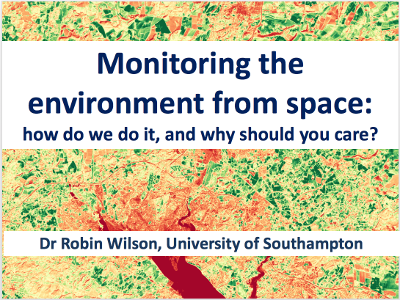 Monitoring the
environment from space:
how do we do it, and why should you care?
Dr Robin Wilson, University of Southampton